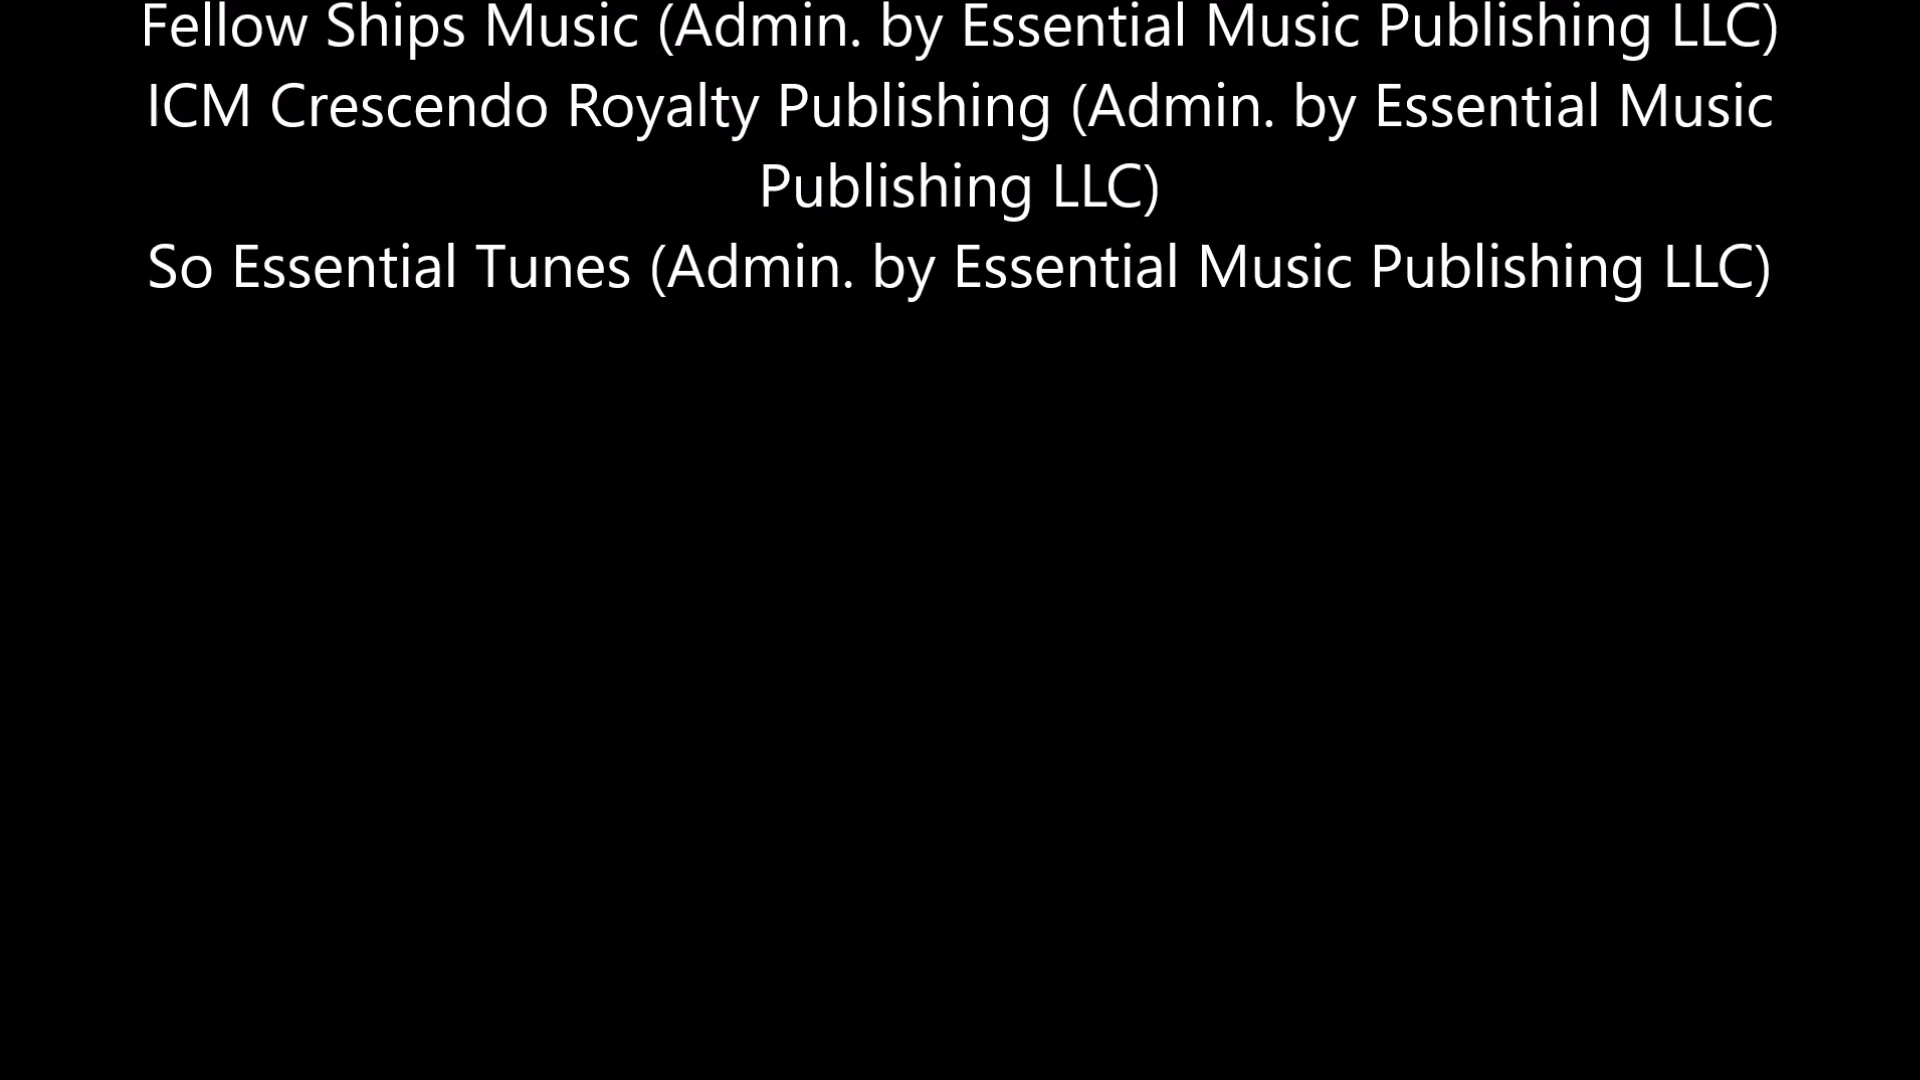 Fellow Ships Music (Admin. by Essential Music Publishing LLC)
ICM Crescendo Royalty Publishing (Admin. by Essential Music
Publishing LLC)
So Essential Tunes (Admin. by Essential Music Publishing LLC)